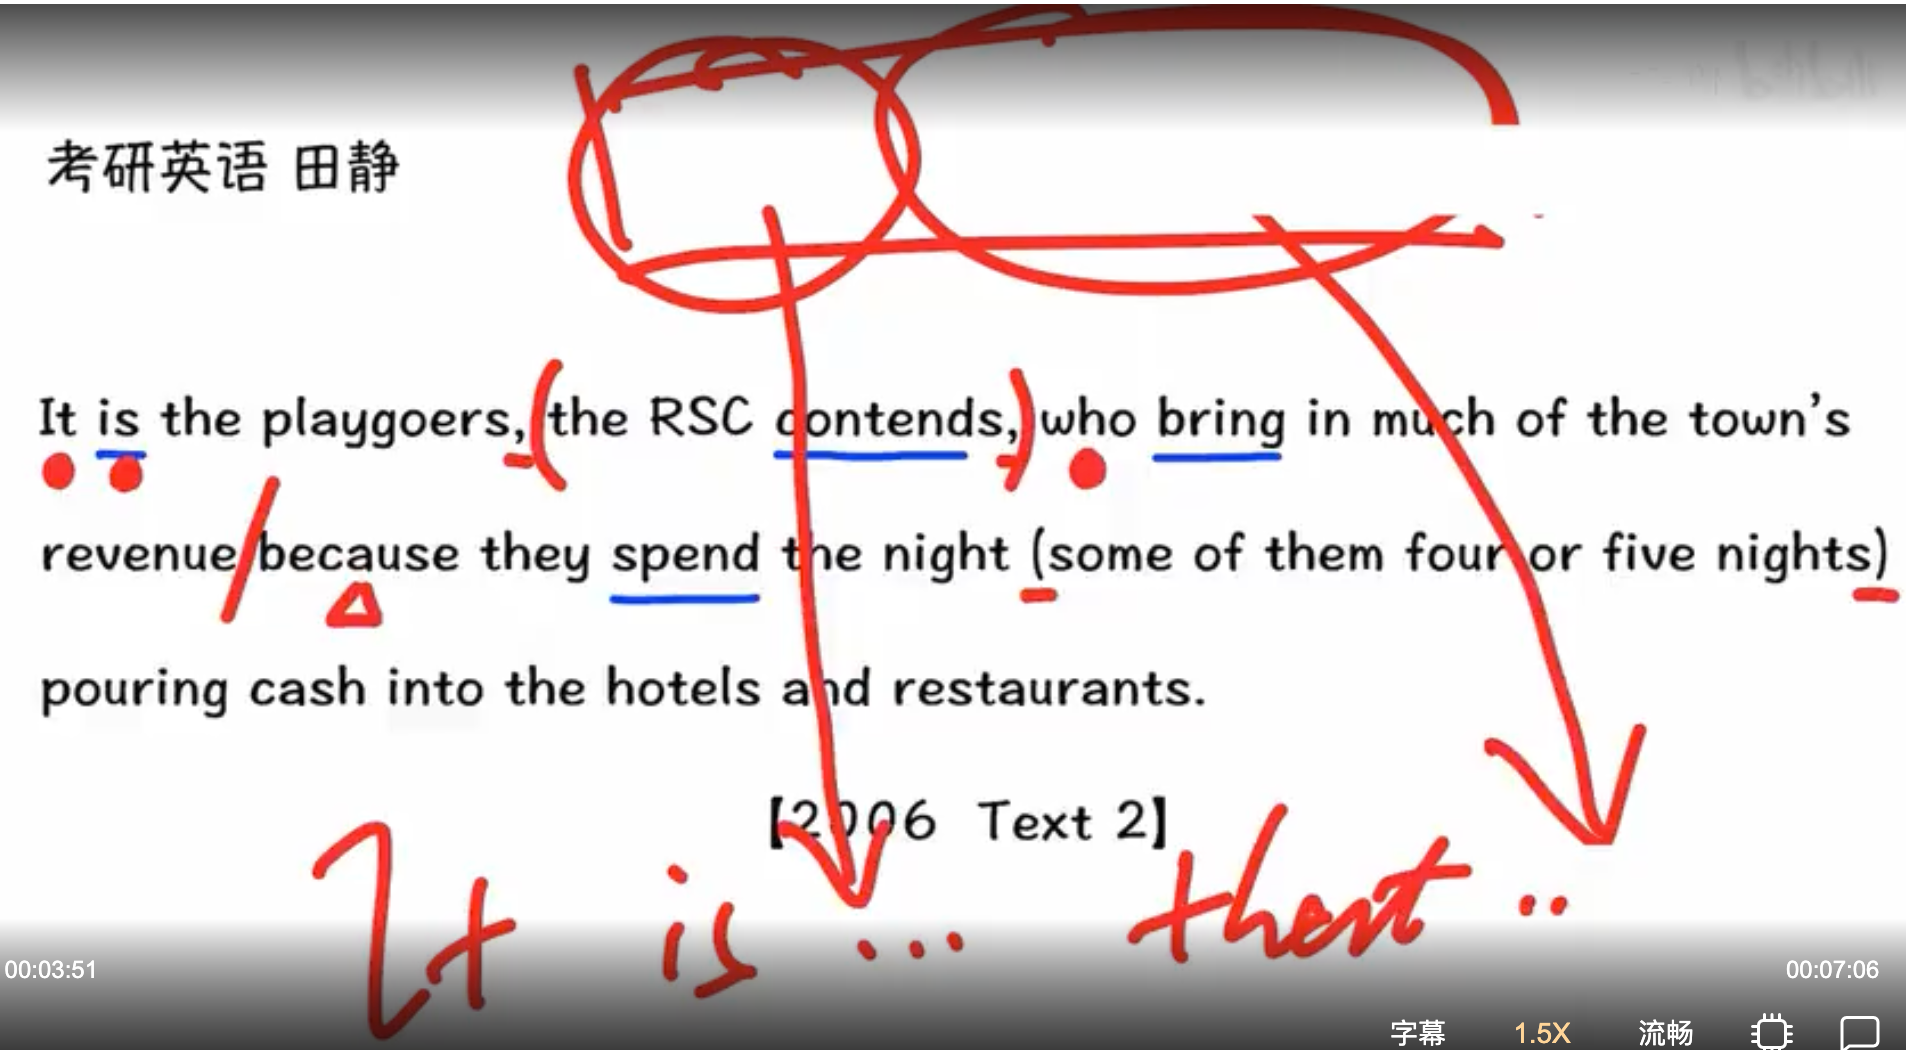 考研英语 田静
It is the playgoers, (the RSC contends,) who bring in much of the town's
revenue/because they spend the night (some of them four or five nights)
pouring cash into the hotels and restaurants.
【2006 Text 2】
It is ... that ..
00:03:51
00:07:06
字幕 1.5X 流畅